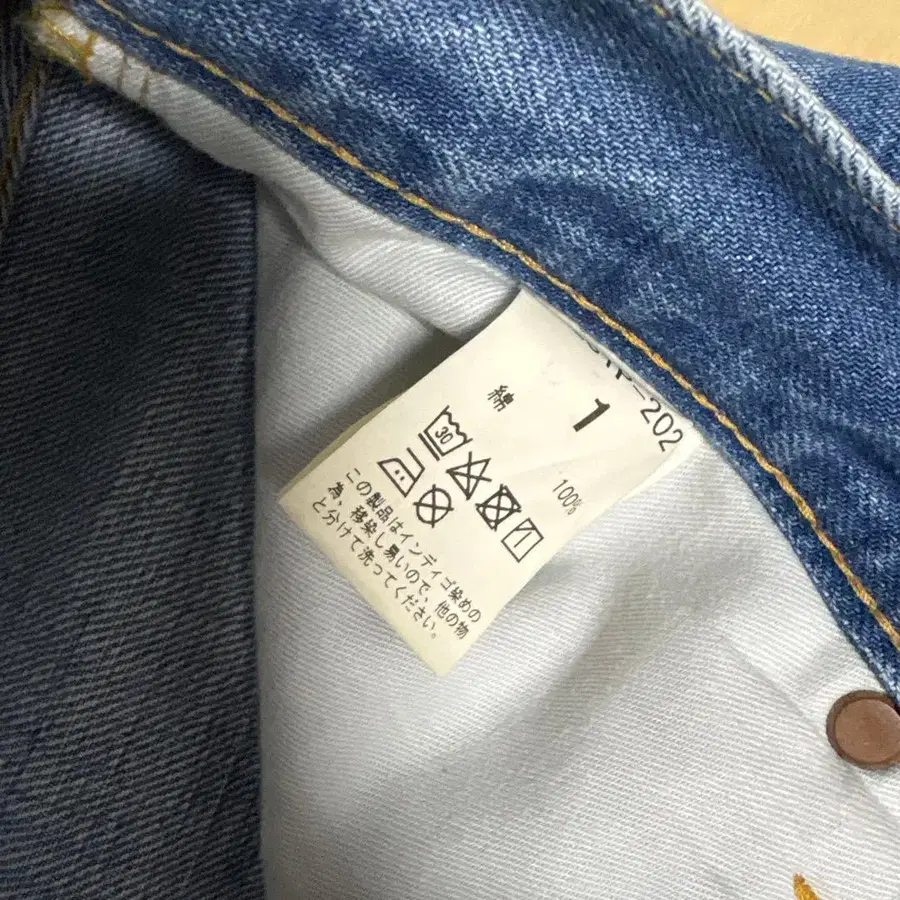 -202
1
綿 100%
30
この製品はインディゴ染めの
為、移染し易いので、他の物
と分けて洗ってください。